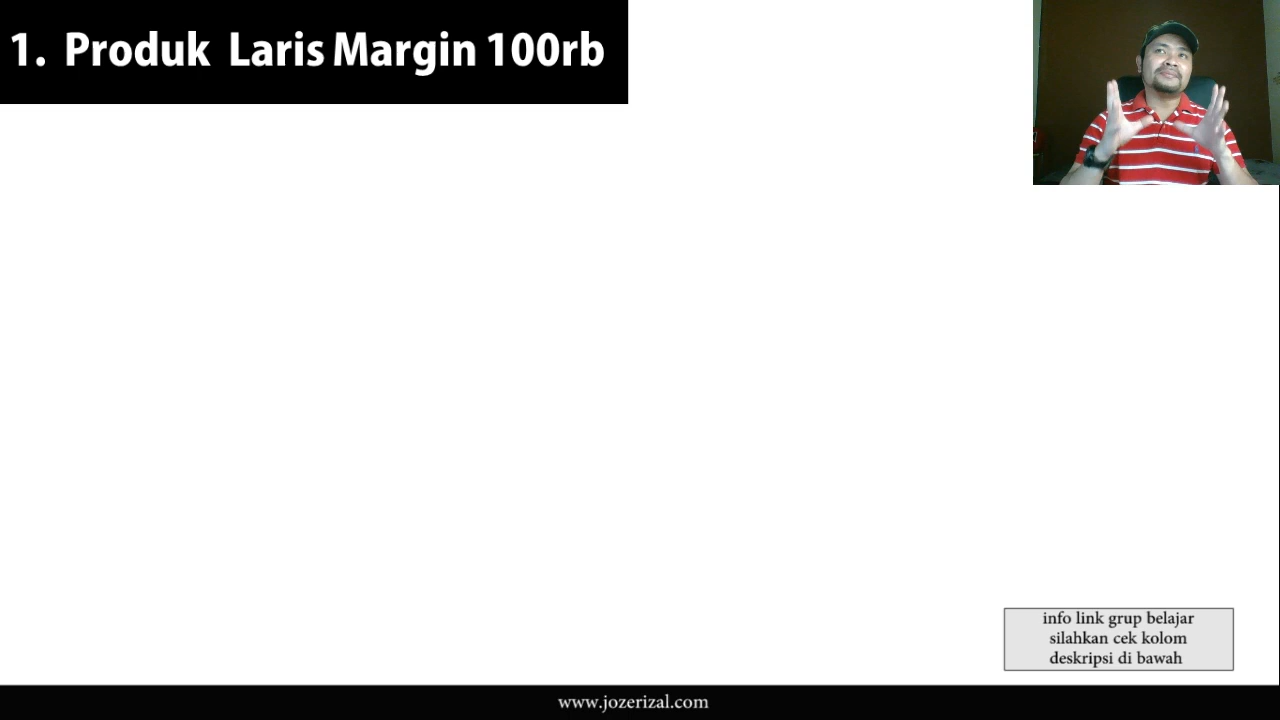 1. Produk Laris Margin 100rb
info link grup belajar
silahkan cek kolom
deskripsi di bawah
www.jozerizal.com